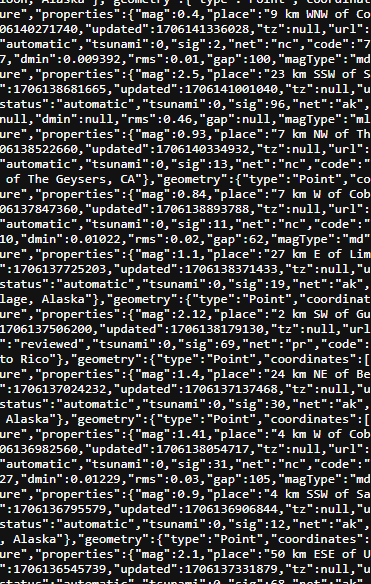 loon, Alaska"},"geometry":{"type":"Point","coordinat
ure","properties":{"mag":0.4,"place":"9 km WNW of Co
06140271740,"updated":1706141336028,"tz":null,"url":
"automatic","tsunami":0,"sig":2,"net":"nc","code":"7
7,"dmin":0.009392,"rms":0.01,"gap":100,"magType":"md
ure","properties":{"mag":2.5,"place":"23 km SSW of S
:1706138681665,"updated":1706141001040,"tz":null,"ur
status":"automatic","tsunami":0,"sig":96,"net":"ak",
null,"dmin":null,"rms":0.46,"gap":null,"magType":"ml
ure","properties":{"mag":0.93,"place":"7 km NW of Th
06138522660,"updated":1706140334932,"tz":null,"url":
"automatic","tsunami":0,"sig":13,"net":"nc","code":"
 of The Geysers, CA"},"geometry":{"type":"Point","co
ure","properties":{"mag":0.84,"place":"7 km W of Cob
06137847360,"updated":1706138893788,"tz":null,"url":
"automatic","tsunami":0,"sig":11,"net":"nc","code":"
10,"dmin":0.01022,"rms":0.02,"gap":62,"magType":"md"
ure","properties":{"mag":1.1,"place":"27 km E of Lim
:1706137725203,"updated":1706138371433,"tz":null,"ur
status":"automatic","tsunami":0,"sig":19,"net":"ak",
lage, Alaska"},"geometry":{"type":"Point","coordinat
ure","properties":{"mag":2.12,"place":"2 km SW of Gu
1706137506200,"updated":1706138179130,"tz":null,"url
":"reviewed","tsunami":0,"sig":69,"net":"pr","code":
to Rico"},"geometry":{"type":"Point","coordinates":[
ure","properties":{"mag":1.4,"place":"24 km NE of Be
:1706137024232,"updated":1706137137468,"tz":null,"ur
status":"automatic","tsunami":0,"sig":30,"net":"ak",
 Alaska"},"geometry":{"type":"Point","coordinates":[
ure","properties":{"mag":1.41,"place":"4 km W of Cob
06136982560,"updated":1706138054717,"tz":null,"url":
"automatic","tsunami":0,"sig":31,"net":"nc","code":"
27,"dmin":0.01229,"rms":0.03,"gap":105,"magType":"md
ure","properties":{"mag":0.9,"place":"4 km SSW of Sa
:1706136795579,"updated":1706136906844,"tz":null,"ur
status":"automatic","tsunami":0,"sig":12,"net":"ak",
, Alaska"},"geometry":{"type":"Point","coordinates":
ure","properties":{"mag":2.1,"place":"50 km ESE of U
:1706136545739,"updated":1706137331879,"tz":null,"ur
status":"automatic","tsunami":0,"sig":68,"net":"ak",